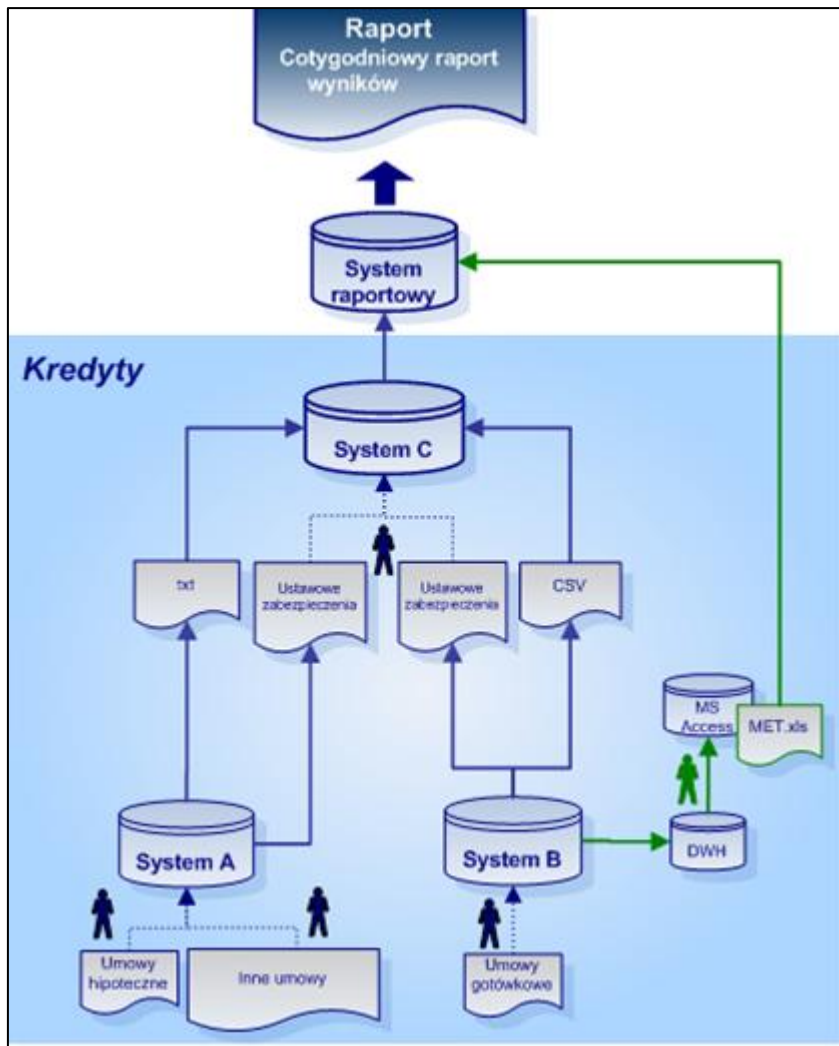 Raport
Cotygodniowy raport
wyników
System
raportowy
Kredyty
System C
txt
Ustawowe
zabezpieczenia
Ustawowe
zabezpieczenia
CSV
MS
Access
MET.xls
System A
System B
DWH
Umowy
hipoteczne
Inne umowy
Umowy
gotówkowe